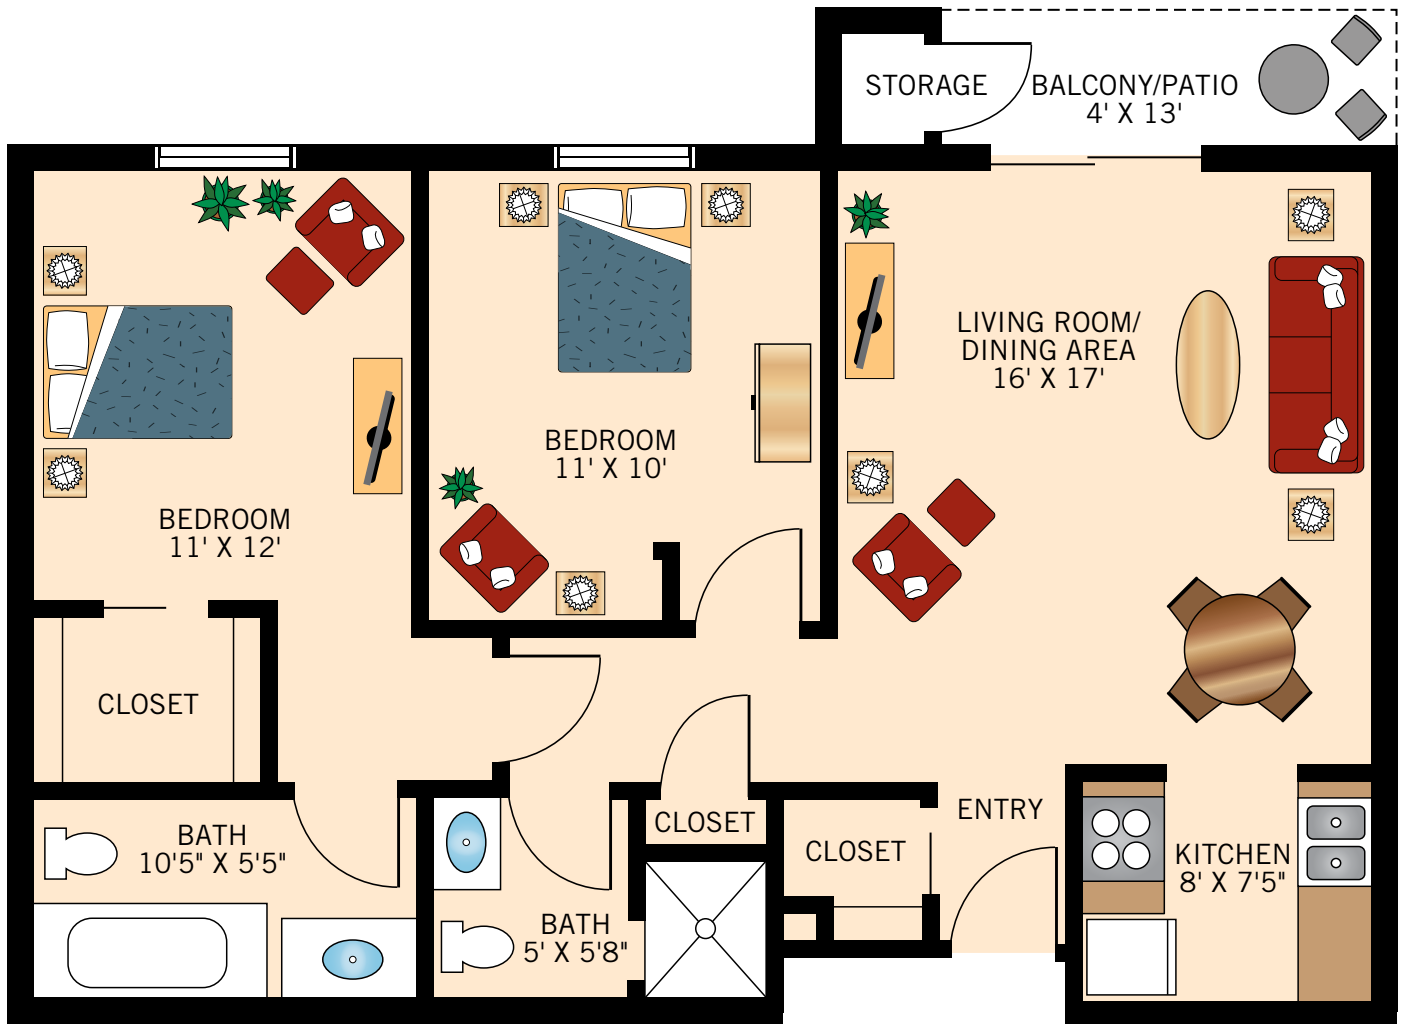 STORAGE
BALCONY/PATIO
4' X 13'
LIVING ROOM/
DINING AREA
16' X 17'
BEDROOM
11' X 10'
BEDROOM
11' X 12'
CLOSET
BATH
10'5" X 5'5"
CLOSET
CLOSET
ENTRY
KITCHEN
8' X 7'5"
BATH
5' X 5'8"